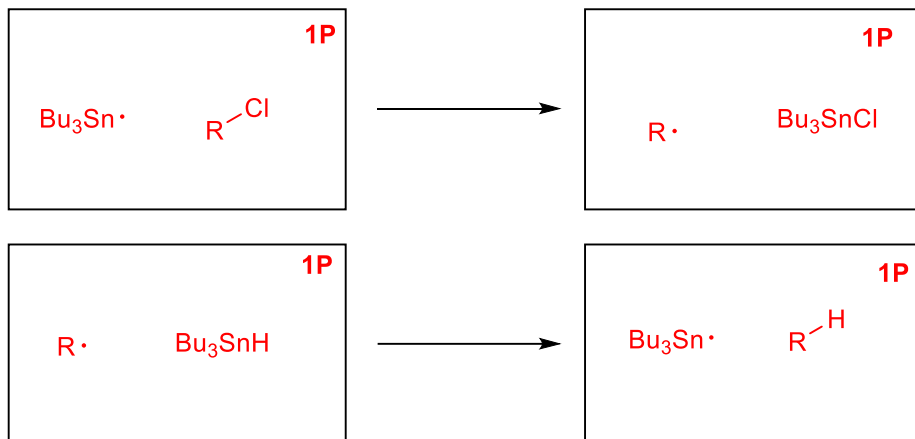 1P 1P
Bu₃Sn· R–Cl R· Bu₃SnCl
1P 1P
R· Bu₃SnH Bu₃Sn· R–H